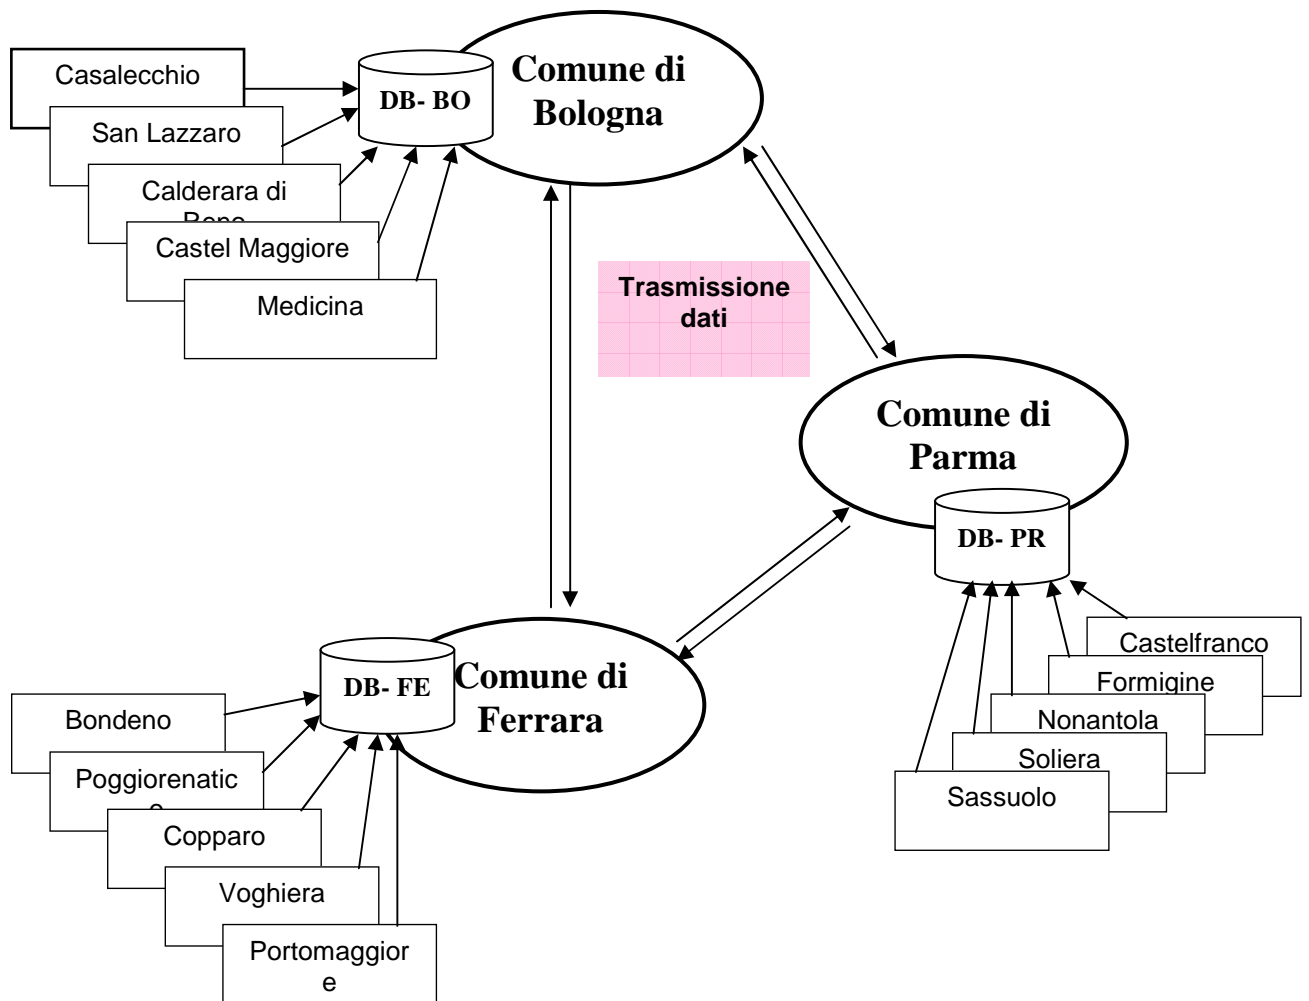 Casalecchio
San Lazzaro
Calderara di
Reno
Castel Maggiore
Medicina
DB- BO
Comune di
Bologna
Trasmissione
dati
Comune di
Parma
DB- PR
Castelfranco
Formigine
Nonantola
Soliera
Sassuolo
DB- FE
Comune di
Ferrara
Bondeno
Poggiorenatic
o
Copparo
Voghiera
Portomaggior
e